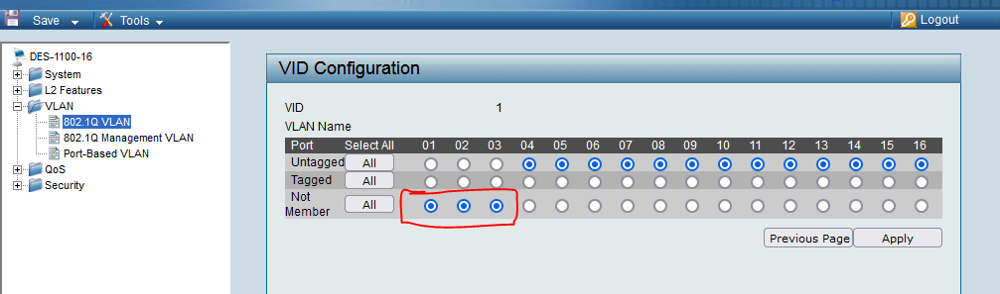 Save Tools Logout
DES-1100-16
System
L2 Features
VLAN
802.1Q VLAN
802.1Q Management VLAN
Port-Based VLAN
QoS
Security
VID Configuration
VID 1
VLAN Name
Port Select All 01 02 03 04 05 06 07 08 09 10 11 12 13 14 15 16
Untagged All
Tagged All
Not
Member All
Previous Page Apply